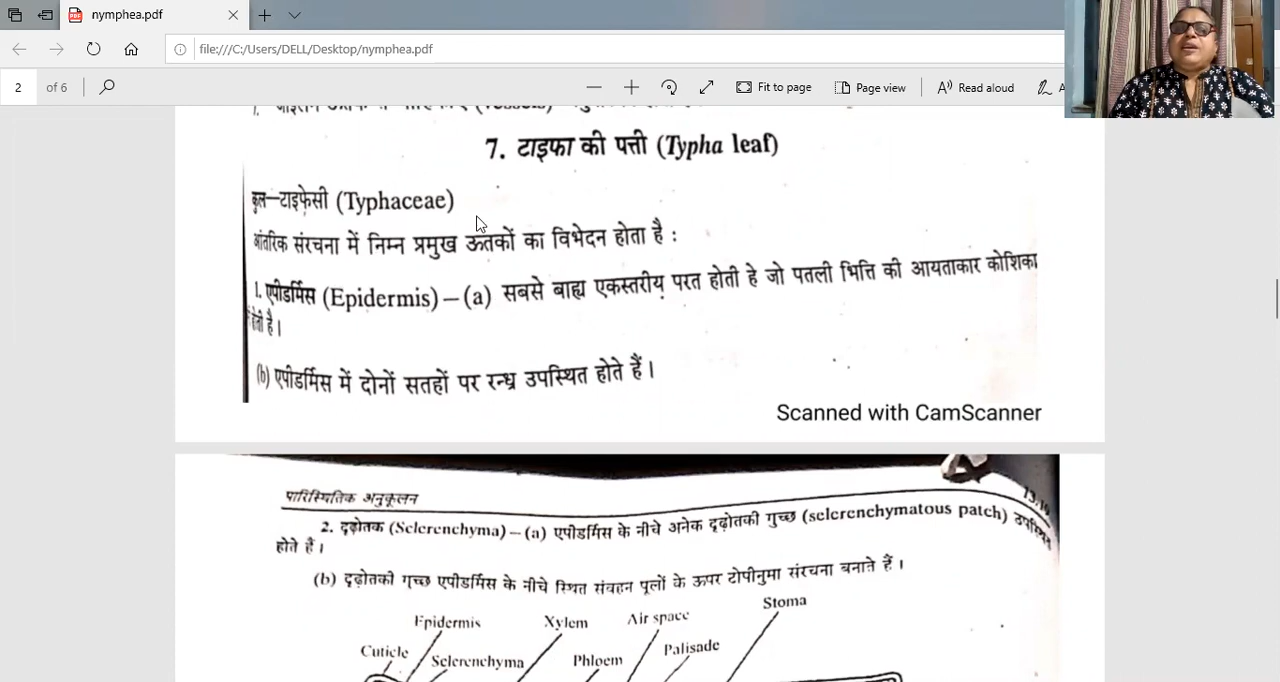 nymphea.pdf
file:///C:/Users/DELL/Desktop/nymphea.pdf
2 of 6
Fit to page
Page view
Read aloud
(Vessels)
7. टाइफा की पत्ती (Typha leaf)
कुल–टाइफेसी (Typhaceae)
आंतरिक संरचना में निम्न प्रमुख ऊतकों का विभेदन होता है :
1. एपीडर्मिस (Epidermis) – (a) सबसे बाह्य एकस्तरीय परत होती हे जो पतली भित्ति की आयताकार कोशिका
होती है।
(b) एपीडर्मिस में दोनों सतहों पर रन्ध्र उपस्थित होते हैं।
Scanned with CamScanner
पारिस्थितिक अनुकूलन
2. दृढ़ोतक (Sclerenchyma) – (a) एपीडर्मिस के नीचे अनेक दृढ़ोतकी गुच्छ (sclcrenchymatous patch) उपस्थित
होते हैं।
(b) दृढ़ोतकी गुच्छ एपीडर्मिस के नीचे स्थित संवहन पूलों के ऊपर टोपीनुमा संरचना बनाते हैं।
Epidermis Xylem Air space Stoma
Cuticle Sclerenchyma Phloem Palisade